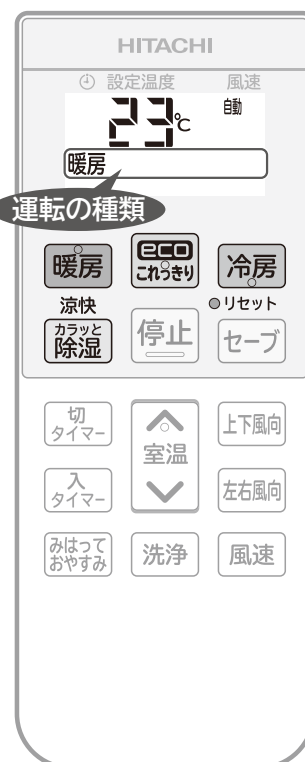 HITACHI
設定温度 風速
23℃ 自動
暖房
運転の種類
暖房
eco
これっきり
冷房
涼快
カラッと
除湿
停止
リセット
セーブ
切
タイマー
室温
上下風向
入
タイマー
左右風向
みはって
おやすみ
洗浄
風速